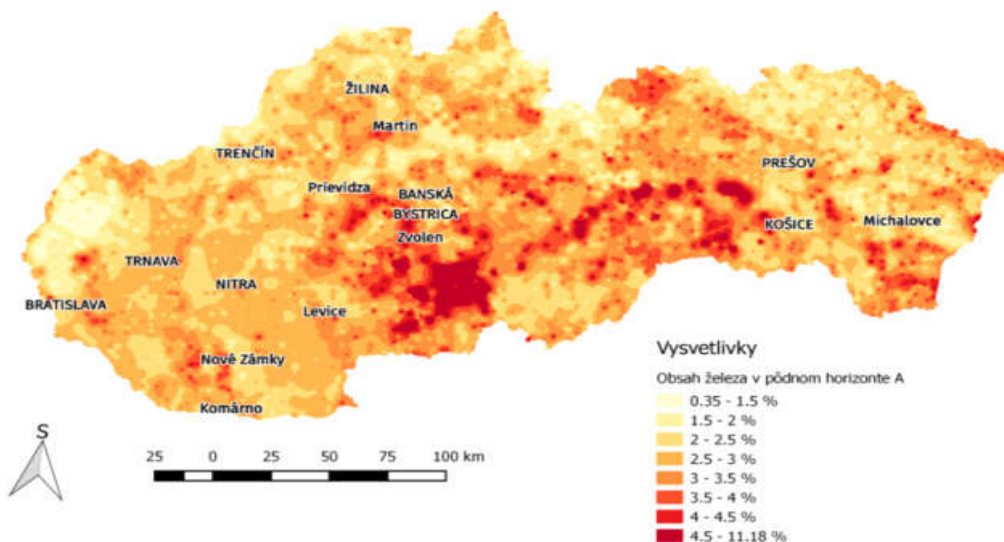 ŽILINA
Martin
TRENČÍN
PREŠOV
Prievidza
BANSKÁ
BYSTRICA
KOŠICE
Michalovce
Zvolen
TRNAVA
NITRA
BRATISLAVA
Levice
Nové Zámky
Komárno
Vysvetlivky
Obsah železa v pôdnom horizonte A
0.35 - 1.5 %
1.5 - 2 %
2 - 2.5 %
2.5 - 3 %
3 - 3.5 %
3.5 - 4 %
4 - 4.5 %
4.5 - 11.18 %
S
25 0 25 50 75 100 km